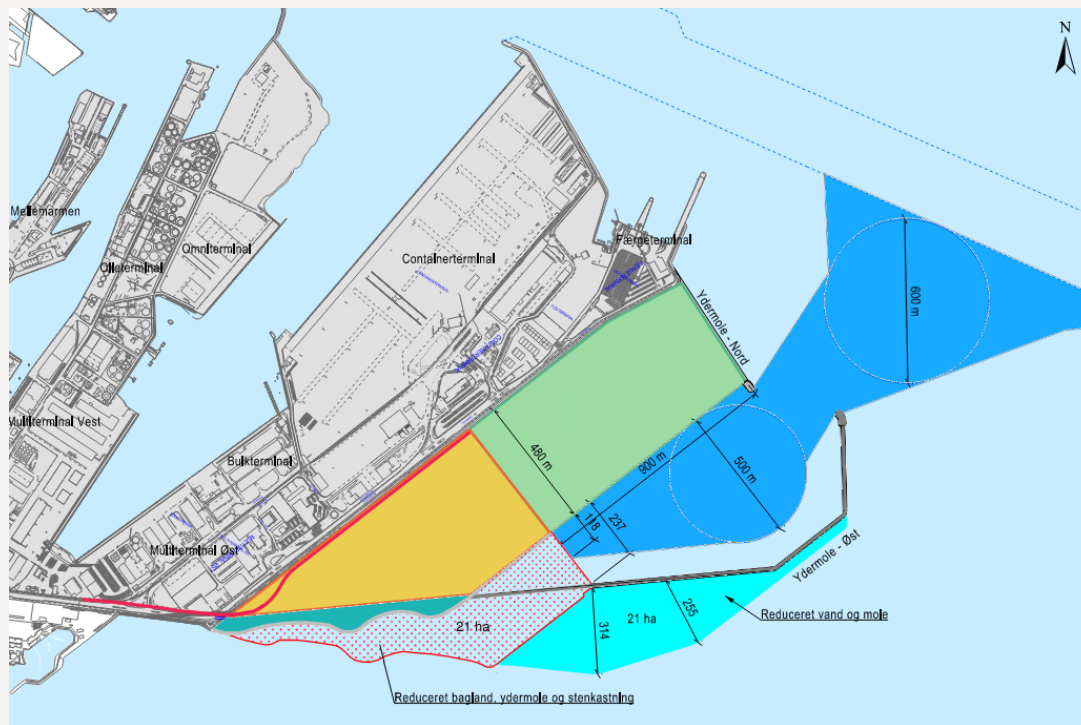 N
Mellemarmen
Olieterminal
Omniterminal
Containerterminal
Færgeterminal
Ydermole - Nord
600 m
Multiterminal Vest
Bulkterminal
Multiterminal Øst
480 m
900 m
500 m
118
237
Ydermole - Øst
Reduceret vand og mole
255
21 ha
314
21 ha
Reduceret bagland, ydermole og stenkastning